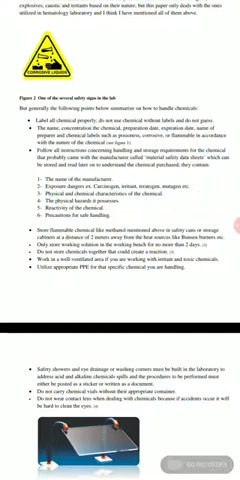 explosives, caustic and irritants based on their nature, but this paper only deals with the ones
utilized in hematology laboratory and I think I have mentioned all of them above.
CORROSIVE LIQUIDS
Figure 2 One of the several safety signs in the lab
But generally the following points below summarize on how to handle chemicals:
• Label all chemical properly; do not use chemical without labels and do not guess.
• The name, concentration the chemical, preparation date, expiration date, name of
preparer and chemical labels such as poisoness, corrosive, or flammable in accordance
with the nature of the chemical (see figure 1)
• Follow all instructions concerning handling and storage requirements for the chemical
that probably came with the manufacturer called 'material safety data sheets' which can
be stored and read later on to understand the chemical purchased; they contain:
1- The name of the manufacturer.
2- Exposure dangers ex. Carcinogen, irritant, teratogen, mutagen etc.
3- Physical and chemical characteristics of the chemical.
4- The physical hazards it possesses.
5- Reactivity of the chemical.
6- Precautions for safe handling.
• Store flammable chemical like methanol mentioned above in safety cans or storage
cabinets at a distance of 2 meters away from the heat sources like Bunsen burners etc.
• Only store working solution in the working bunch for no more than 2 days.
• Do not store chemicals together that could create a reaction.
• Work in a well-ventilated area if you are working with irritant and toxic chemicals.
• Utilize appropriate PPE for that specific chemical you are handling.
• Safety showers and eye drainage or washing corners must be built in the laboratory to
address acid and alkaline chemicals spills and the procedures to be performed must
either be posted as a sticker or written as a document.
• Do not carry chemical vials without their appropriate container.
• Do not wear contact lens when dealing with chemicals because if accidents occur it will
be hard to clean the eyes.